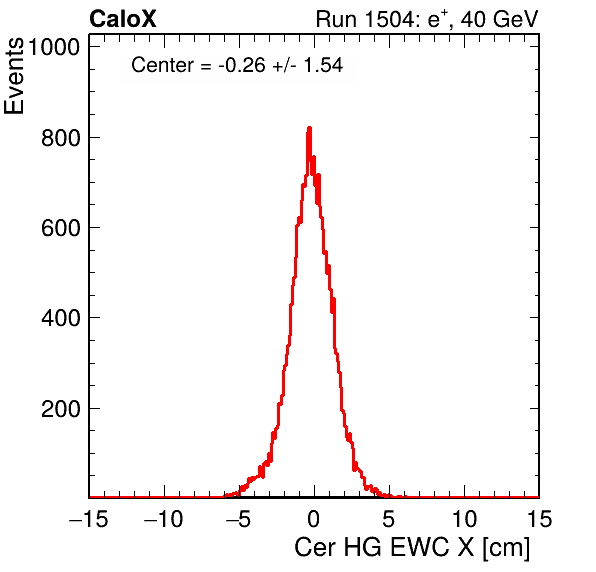 CaloX Run 1504: e⁺, 40 GeV
Center = -0.26 +/- 1.54
Events
1000
800
600
400
200
−15 −10 −5 0 5 10 15
Cer HG EWC X [cm]